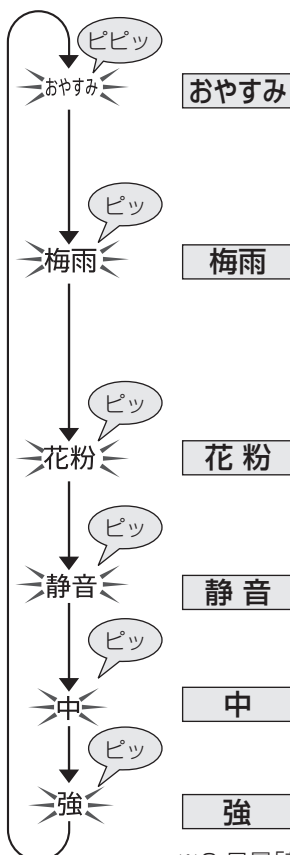 ピピッ
おやすみ おやすみ
ピッ
梅雨 梅雨
ピッ
花粉 花粉
ピッ
静音 静音
ピッ
中 中
ピッ
強 強